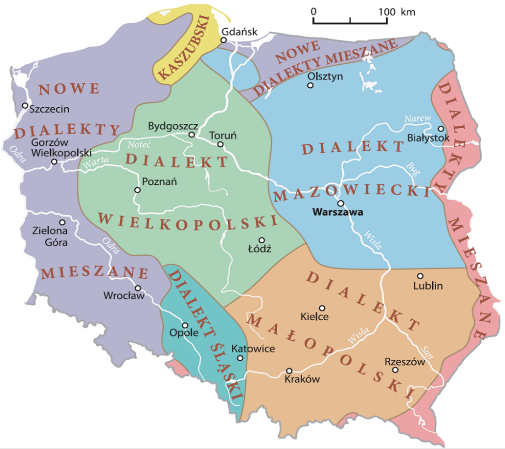 0 100 km
KASZUBSKI
Gdańsk
NOWE
DIALEKTY MIESZANE
Olsztyn
NOWE
Szczecin
DIALEKTY
Gorzów
Wielkopolski
Odra
Warta
Noteć
Bydgoszcz
Toruń
DIALEKT
Poznań
WIELKOPOLSKI
Łódź
Narew
Białystok
DIALEKT
Bug
MAZOWIECKI
Warszawa
Wisła
DIALEKTY
MIESZANE
Zielona
Góra
Odra
MIESZANE
Wrocław
DIALEKT ŚLĄSKI
Opole
Katowice
DIALEKT
Lublin
Kielce
MAŁOPOLSKI
Wisła
San
Rzeszów
Kraków